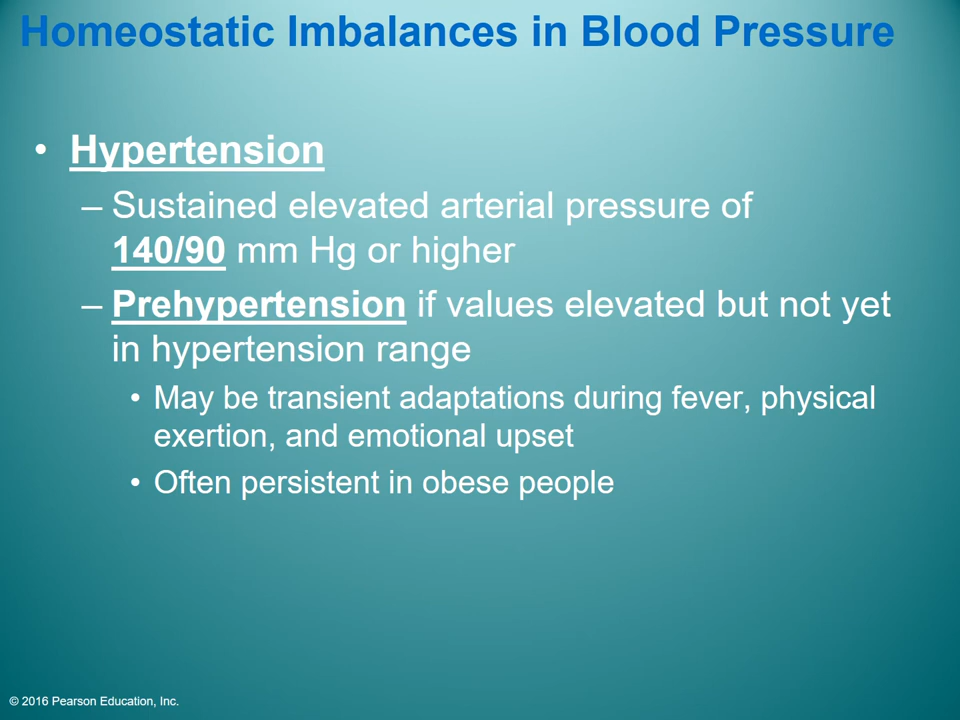 Homeostatic Imbalances in Blood Pressure
• Hypertension
– Sustained elevated arterial pressure of
140/90 mm Hg or higher
– Prehypertension if values elevated but not yet
in hypertension range
• May be transient adaptations during fever, physical
exertion, and emotional upset
• Often persistent in obese people
© 2016 Pearson Education, Inc.